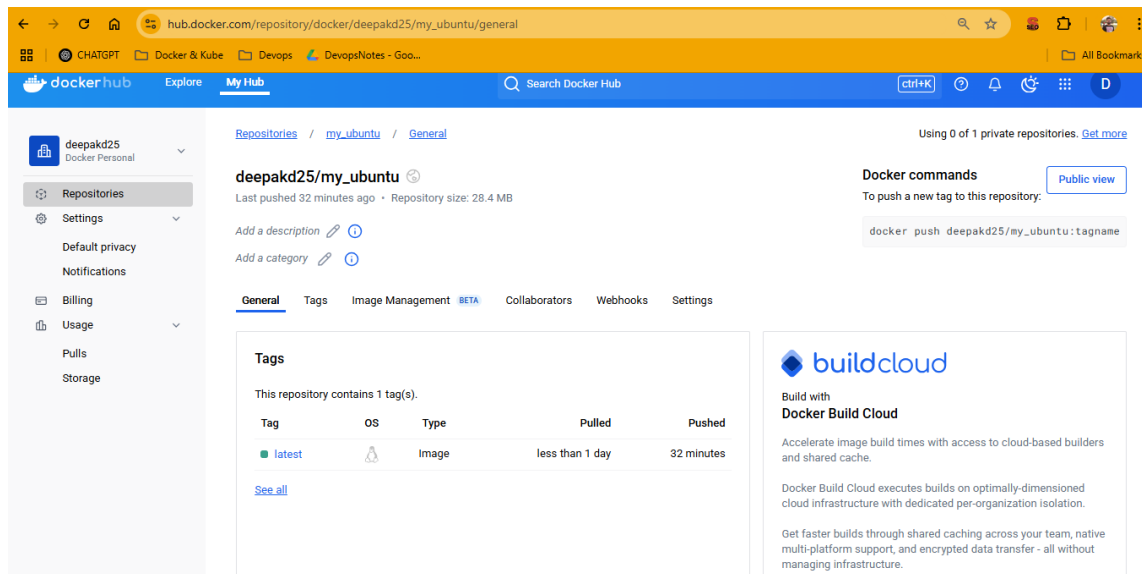 hub.docker.com/repository/docker/deepakd25/my_ubuntu/general
CHATGPT Docker & Kube Devops DevopsNotes - Goo... All Bookmark
dockerhub Explore My Hub Search Docker Hub ctrl+K D
deepakd25
Docker Personal
Repositories
Settings
Default privacy
Notifications
Billing
Usage
Pulls
Storage
Repositories / my_ubuntu / General
Using 0 of 1 private repositories. Get more
deepakd25/my_ubuntu
Last pushed 32 minutes ago • Repository size: 28.4 MB
Add a description
Add a category
Docker commands
Public view
To push a new tag to this repository:
docker push deepakd25/my_ubuntu:tagname
General Tags Image Management BETA Collaborators Webhooks Settings
Tags
This repository contains 1 tag(s).
Tag OS Type Pulled Pushed
latest Image less than 1 day 32 minutes
See all
buildcloud
Build with
Docker Build Cloud
Accelerate image build times with access to cloud-based builders
and shared cache.
Docker Build Cloud executes builds on optimally-dimensioned
cloud infrastructure with dedicated per-organization isolation.
Get faster builds through shared caching across your team, native
multi-platform support, and encrypted data transfer - all without
managing infrastructure.